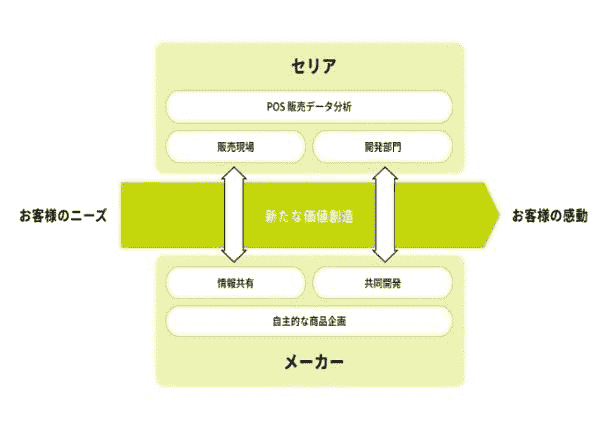 セリア
POS 販売データ分析
販売現場
開発部門
お客様のニーズ
新たな価値創造
お客様の感動
情報共有
共同開発
自主的な商品企画
メーカー